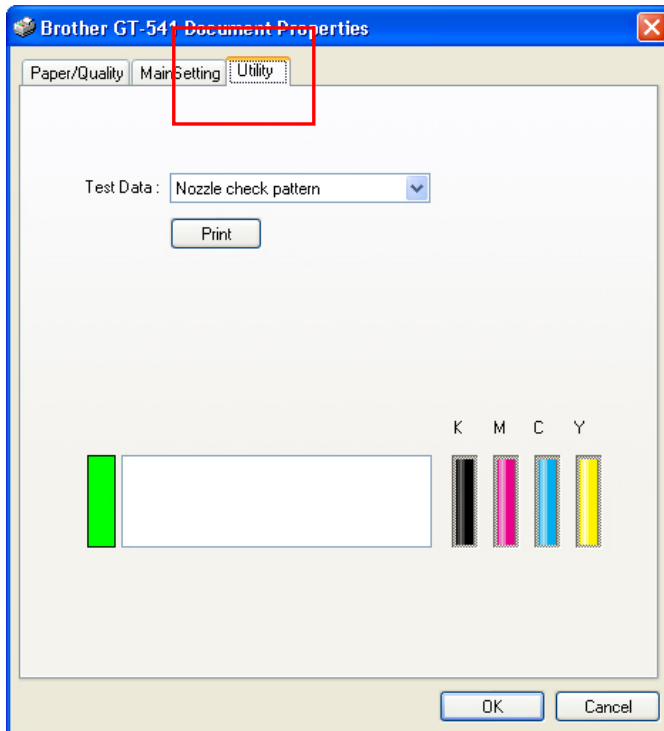 Brother GT-541 Document Properties
Paper/Quality MainSetting Utility
Test Data : Nozzle check pattern
Print
K M C Y
OK Cancel